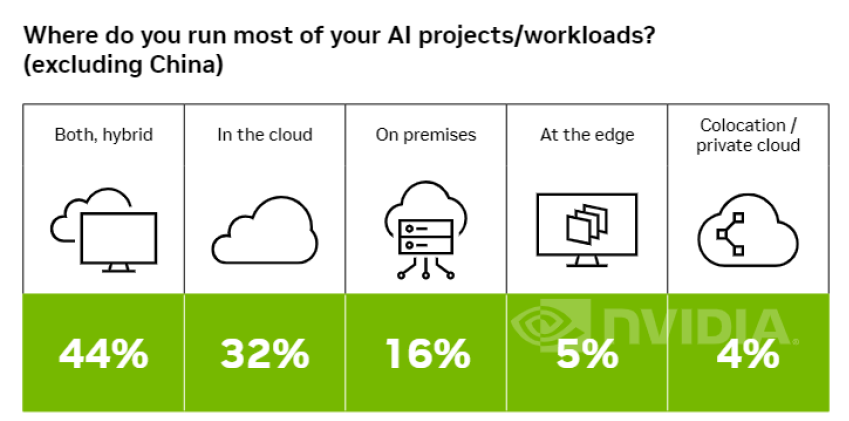 Where do you run most of your AI projects/workloads?
(excluding China)
Both, hybrid
In the cloud
On premises
At the edge
Colocation /
private cloud
44%
32%
16%
5%
4%
NVIDIA®